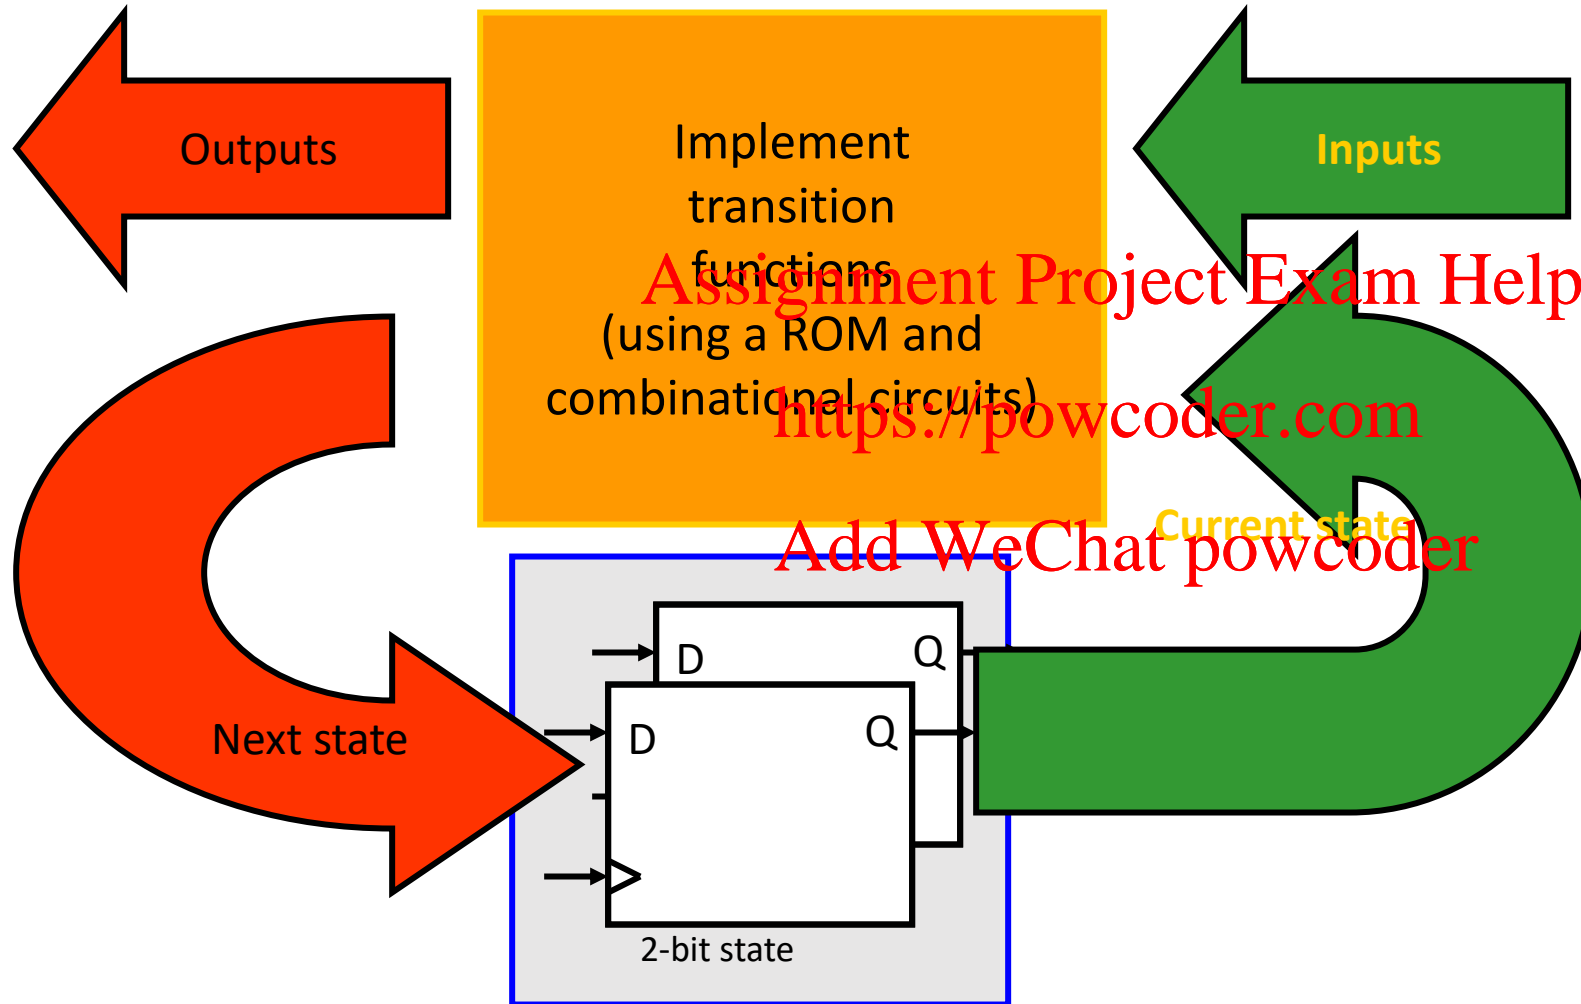 Outputs
Implement
transition
functions
(using a ROM and
combinational circuits)
Inputs
Assignment Project Exam Help
https://powcoder.com
Current state
Add WeChat powcoder
D
Q
D
Q
Next state
2-bit state